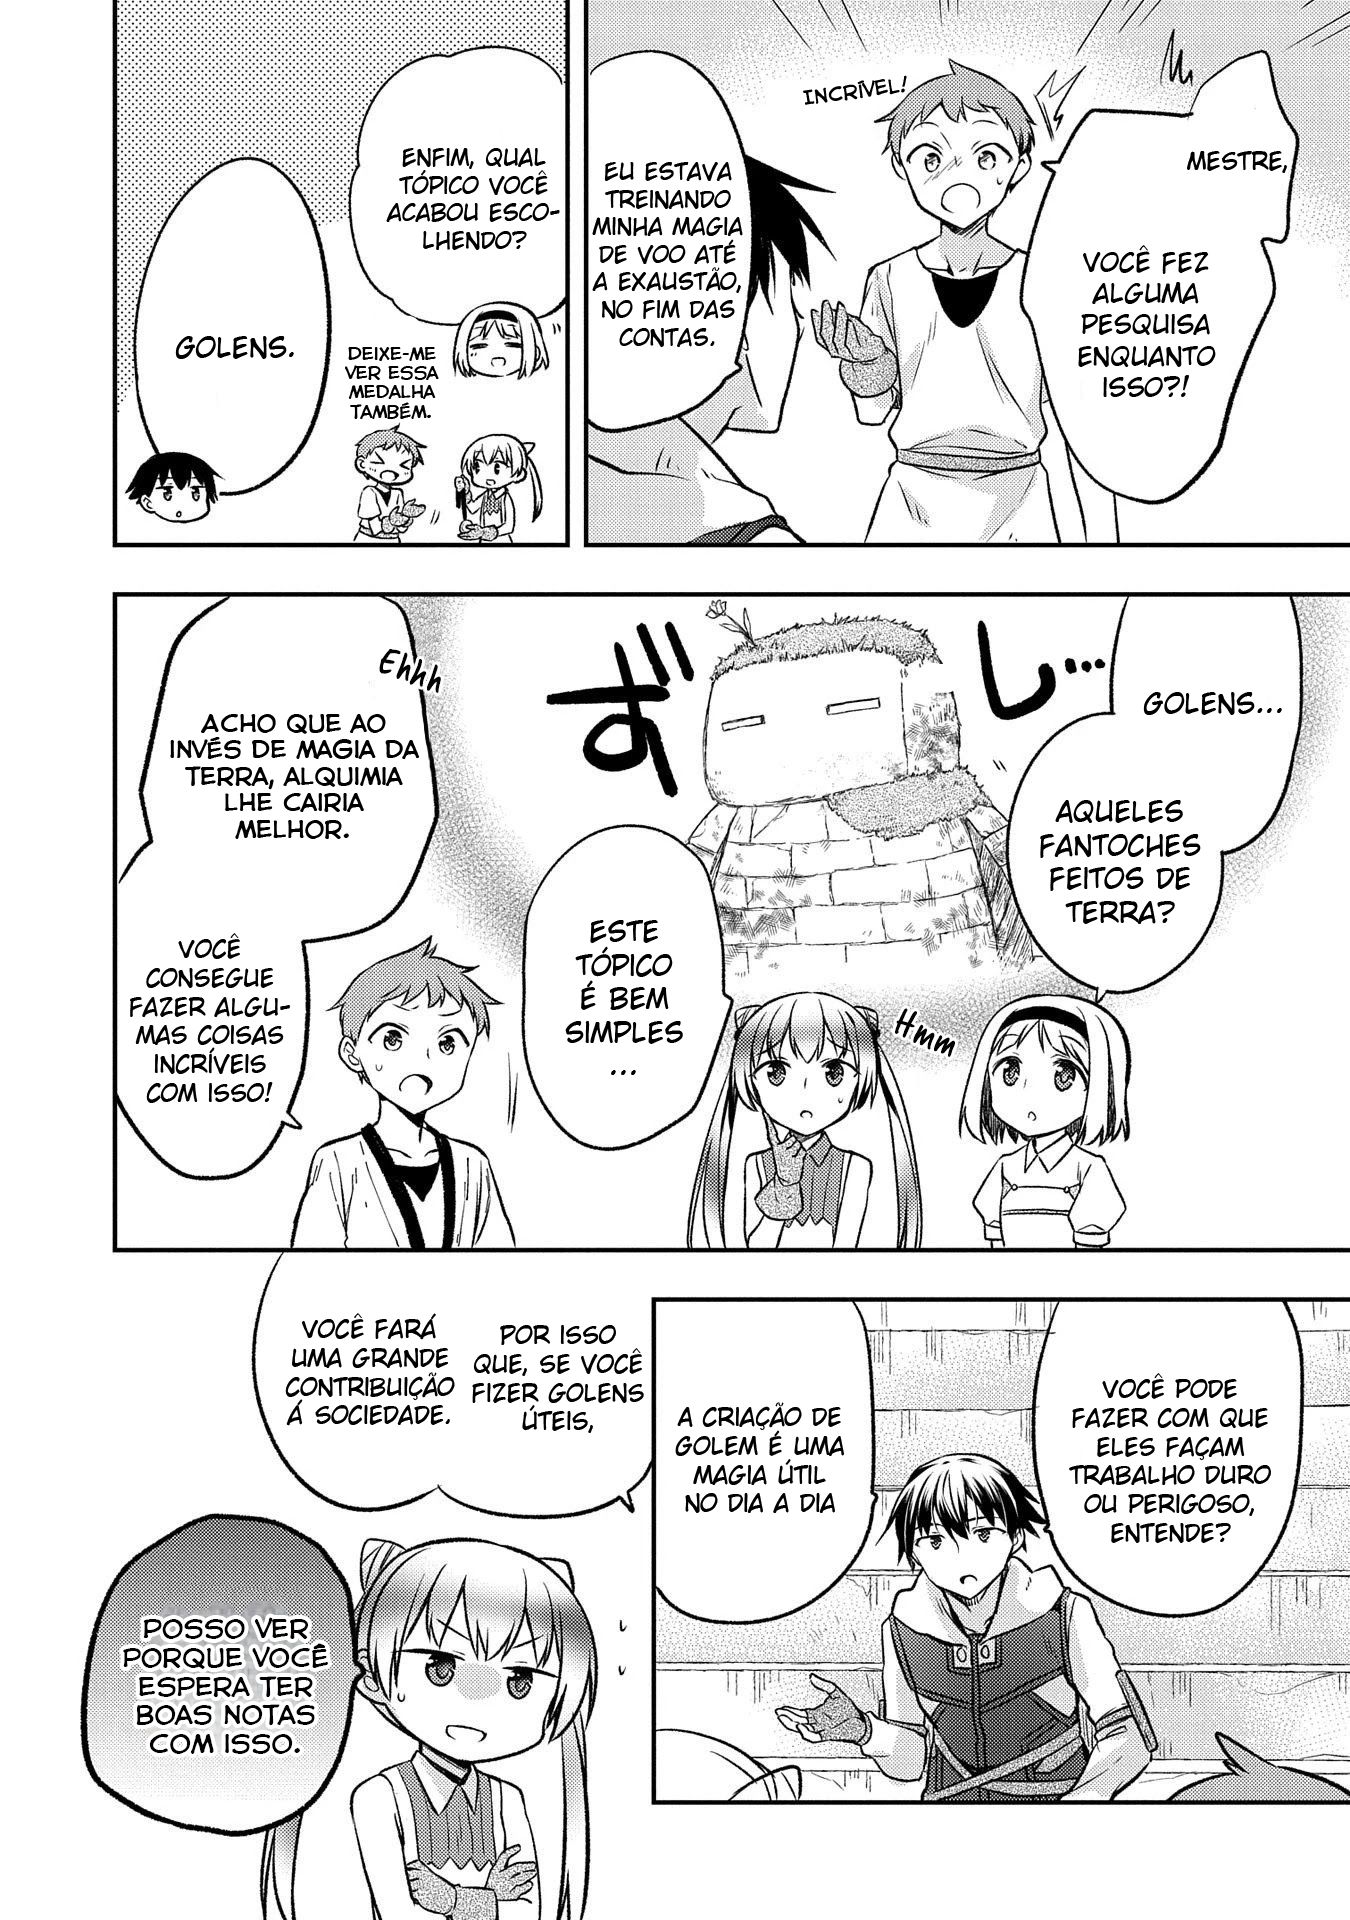 MESTRE,
VOCÊ FEZ
ALGUMA
PESQUISA
ENQUANTO
ISSO?!
INCRÍVEL!
EU ESTAVA
TREINANDO
MINHA MAGIA
DE VOO ATÉ
A EXAUSTÃO,
NO FIM DAS
CONTAS.
ENFIM, QUAL
TÓPICO VOCÊ
ACABOU ESCO-
LHENDO?
DEIXE-ME
VER ESSA
MEDALHA
TAMBÉM.
GOLENS.
GOLENS...
AQUELES
FANTOCHES
FEITOS DE
TERRA?
ずし...
Hmm
ESTE
TÓPICO
É BEM
SIMPLES
...
Ehhh
ACHO QUE AO
INVÉS DE MAGIA DA
TERRA, ALQUIMIA
LHE CAIRIA
MELHOR.
VOCÊ
CONSEGUE
FAZER ALGU-
MAS COISAS
INCRÍVEIS
COM ISSO!
VOCÊ PODE
FAZER COM QUE
ELES FAÇAM
TRABALHO DURO
OU PERIGOSO,
ENTENDE?
A CRIAÇÃO DE
GOLEM É UMA
MAGIA ÚTIL
NO DIA A DIA
POR ISSO
QUE, SE VOCÊ
FIZER GOLENS
ÚTEIS,
VOCÊ FARÁ
UMA GRANDE
CONTRIBUIÇÃO
Á SOCIEDADE.
POSSO VER
PORQUE VOCÊ
ESPERA TER
BOAS NOTAS
COM ISSO.